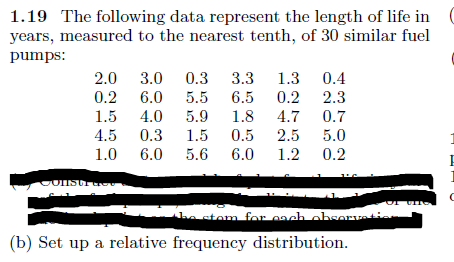 1.19 The following data represent the length of life in
years, measured to the nearest tenth, of 30 similar fuel
pumps:
2.0 3.0 0.3 3.3 1.3 0.4
0.2 6.0 5.5 6.5 0.2 2.3
1.5 4.0 5.9 1.8 4.7 0.7
4.5 0.3 1.5 0.5 2.5 5.0
1.0 6.0 5.6 6.0 1.2 0.2
stem for each
(b) Set up a relative frequency distribution.